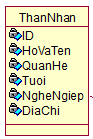 ThanNhan
ID
HoVaTen
QuanHe
Tuoi
NgheNgiep
DiaChi